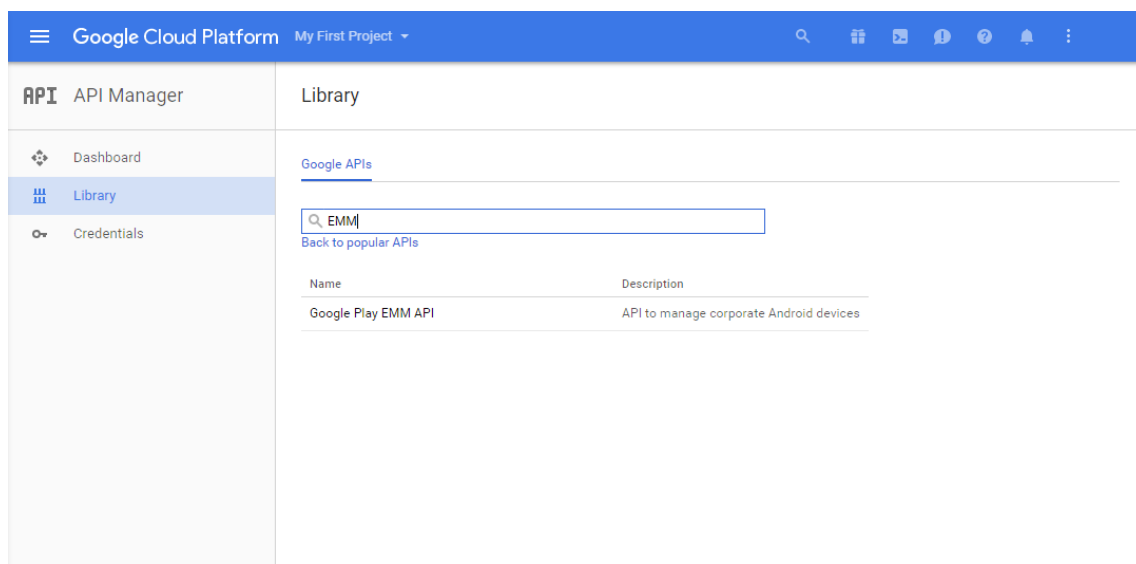 Google Cloud Platform My First Project
API API Manager
Library
Dashboard
Library
Credentials
Google APIs
EMM
Back to popular APIs
Name Description
Google Play EMM API API to manage corporate Android devices